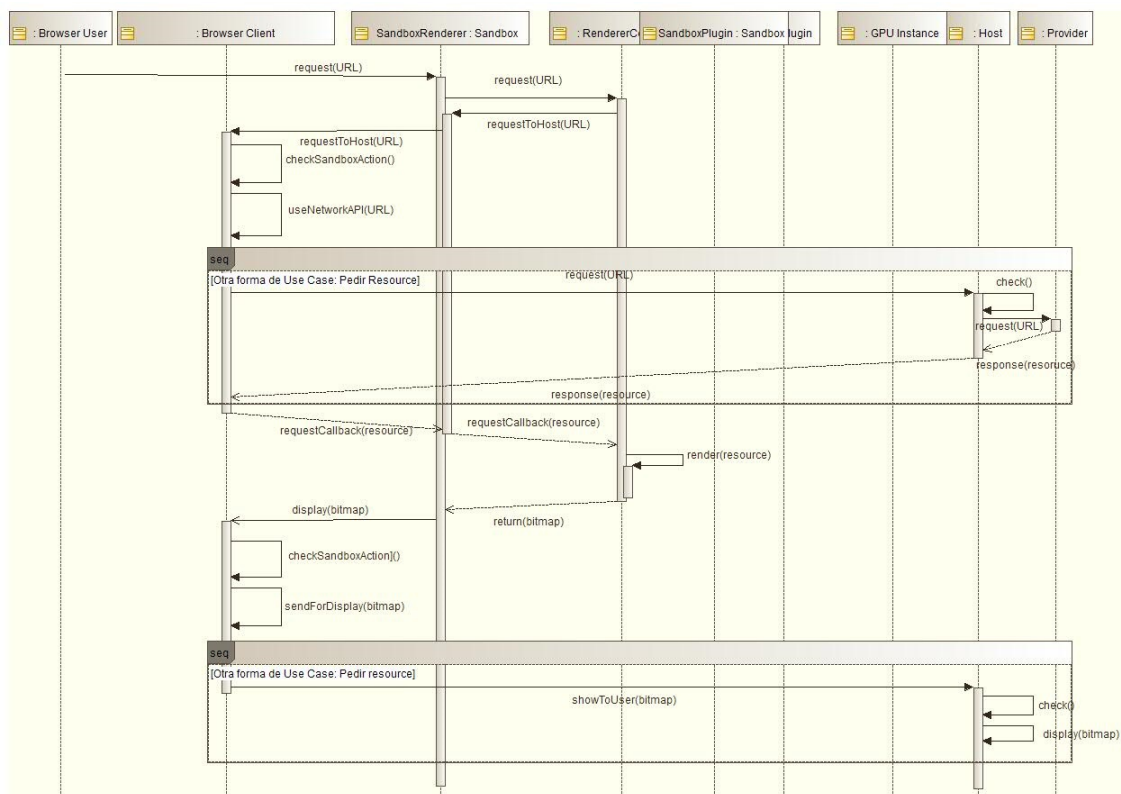 : Browser User
: Browser Client
SandboxRenderer : Sandbox
: RendererCo
SandboxPlugin : Sandbox
lugin
: GPU Instance
: Host
: Provider
request(URL)
request(URL)
requestToHost(URL)
requestToHost(URL)
checkSandboxAction()
useNetworkAPI(URL)
seq
[Otra forma de Use Case: Pedir Resource]
request(URL)
check()
request(URL)
response(resoruce)
response(resource)
requestCallback(resource)
requestCallback(resource)
render(resource)
display(bitmap)
return(bitmap)
checkSandboxAction]()
sendForDisplay(bitmap)
seq
[Otra forma de Use Case: Pedir resource]
showToUser(bitmap)
check()
display(bitmap)